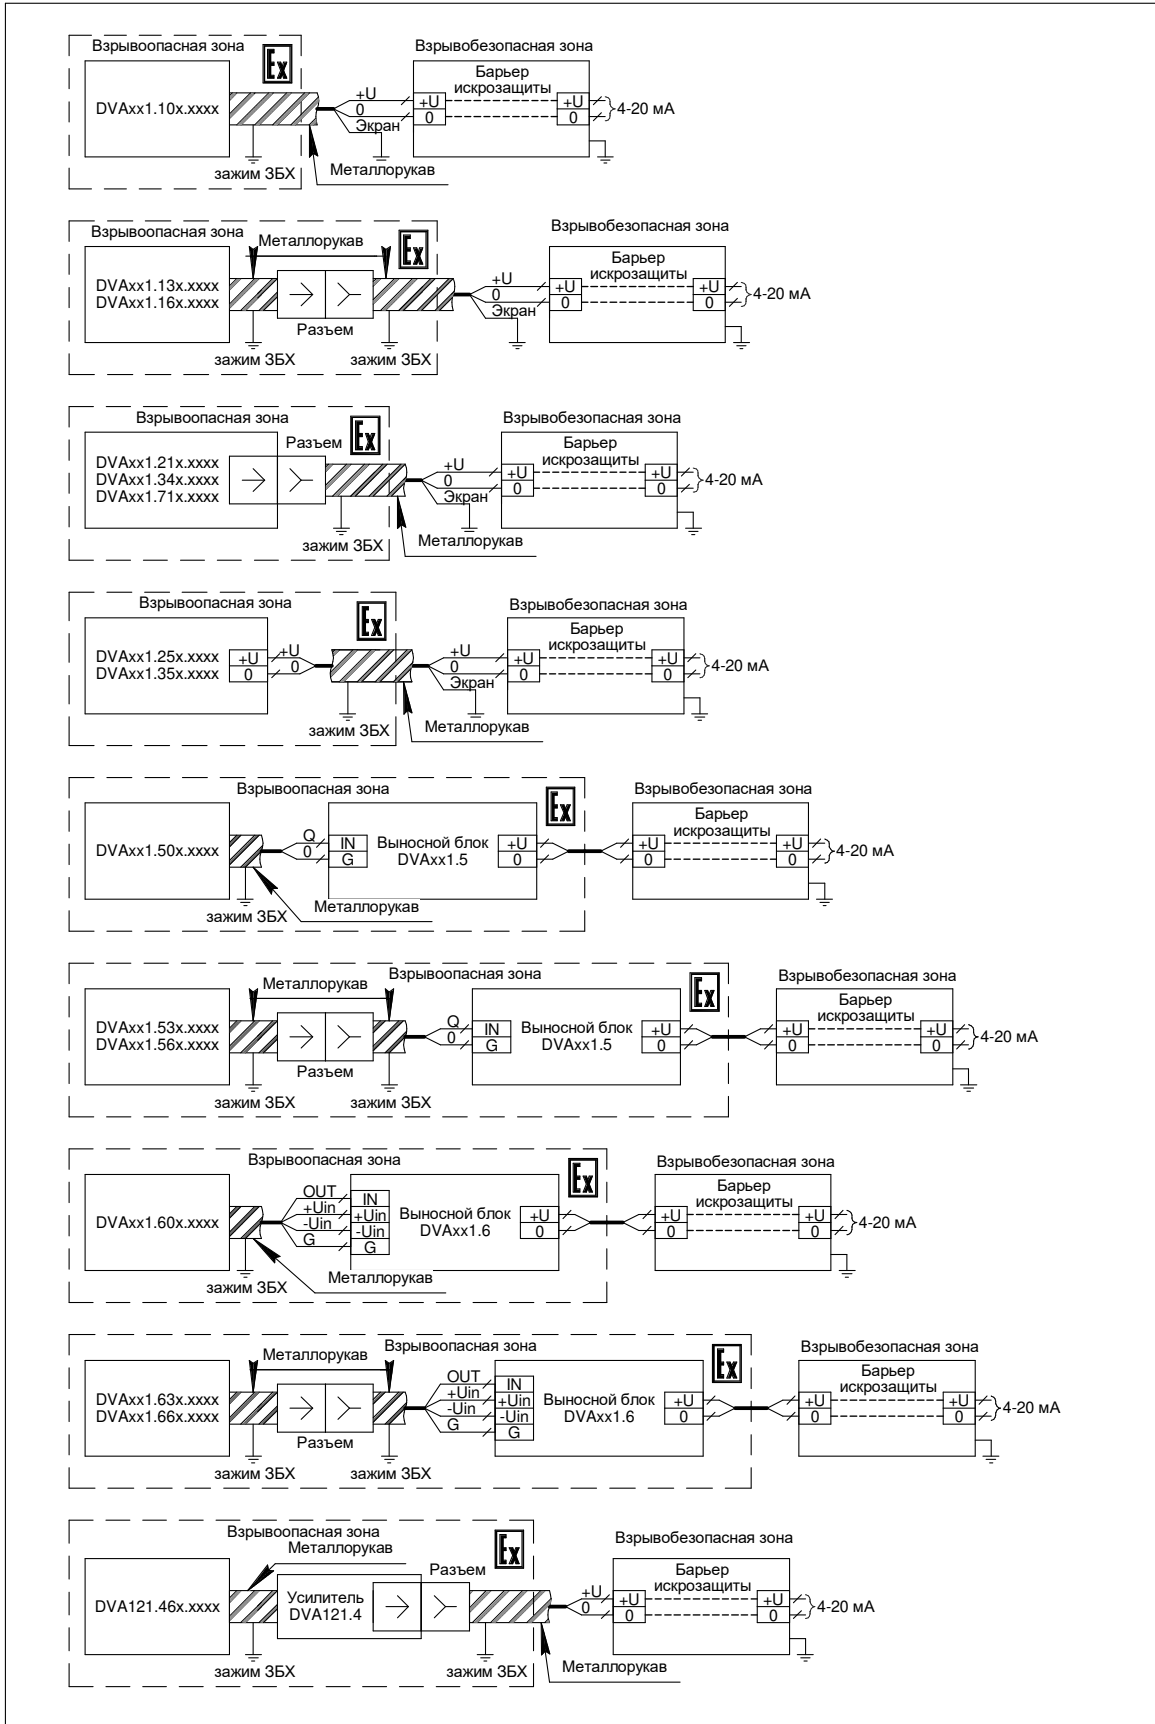 Взрывоопасная зона
Ex
Взрывобезопасная зона
Барьер
искрозащиты
DVAxx1.10x.xxxx
+U
0
Экран
+U
0
+U
0
4-20 мА
зажим ЗБХ
Металлорукав
Взрывоопасная зона
Металлорукав
Ex
Взрывобезопасная зона
Барьер
искрозащиты
DVAxx1.13x.xxxx
DVAxx1.16x.xxxx
+U
0
Экран
+U
0
+U
0
4-20 мА
Разъем
зажим ЗБХ
зажим ЗБХ
Взрывоопасная зона
Ex
Взрывобезопасная зона
Разъем
Барьер
искрозащиты
DVAxx1.21x.xxxx
DVAxx1.34x.xxxx
DVAxx1.71x.xxxx
+U
0
Экран
+U
0
+U
0
4-20 мА
зажим ЗБХ
Металлорукав
Взрывоопасная зона
Ex
Взрывобезопасная зона
Барьер
искрозащиты
DVAxx1.25x.xxxx
DVAxx1.35x.xxxx
+U
0
+U
0
+U
0
Экран
+U
0
+U
0
4-20 мА
зажим ЗБХ
Металлорукав
Взрывоопасная зона
Ex
Взрывобезопасная зона
Барьер
искрозащиты
DVAxx1.50x.xxxx
Q
0
IN
G
Выносной блок
DVAxx1.5
+U
0
+U
0
+U
0
4-20 мА
зажим ЗБХ
Металлорукав
Взрывоопасная зона
Металлорукав
Ex
Взрывобезопасная зона
Барьер
искрозащиты
DVAxx1.53x.xxxx
DVAxx1.56x.xxxx
Q
0
IN
G
Выносной блок
DVAxx1.5
+U
0
+U
0
+U
0
4-20 мА
Разъем
зажим ЗБХ
зажим ЗБХ
Взрывоопасная зона
Ex
Взрывобезопасная зона
Барьер
искрозащиты
DVAxx1.60x.xxxx
OUT
+Uin
-Uin
G
IN
+Uin
-Uin
G
Выносной блок
DVAxx1.6
+U
0
+U
0
+U
0
4-20 мА
зажим ЗБХ
Металлорукав
Взрывоопасная зона
Металлорукав
Ex
Взрывобезопасная зона
Барьер
искрозащиты
DVAxx1.63x.xxxx
DVAxx1.66x.xxxx
OUT
+Uin
-Uin
G
IN
+Uin
-Uin
G
Выносной блок
DVAxx1.6
+U
0
+U
0
+U
0
4-20 мА
Разъем
зажим ЗБХ
зажим ЗБХ
Взрывоопасная зона
Металлорукав
Ex
Взрывобезопасная зона
Разъем
Барьер
искрозащиты
DVA121.46x.xxxx
Усилитель
DVA121.4
+U
0
+U
0
+U
0
4-20 мА
зажим ЗБХ
зажим ЗБХ
Металлорукав